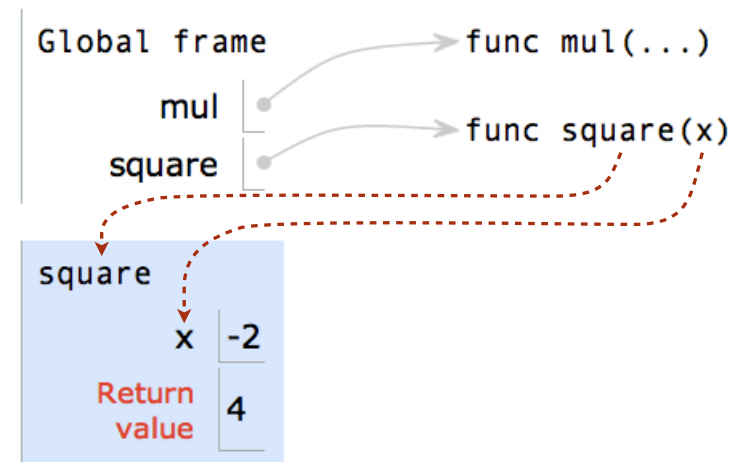 Global frame
func mul(...)
mul
func square(x)
square
square
x -2
Return
value
4